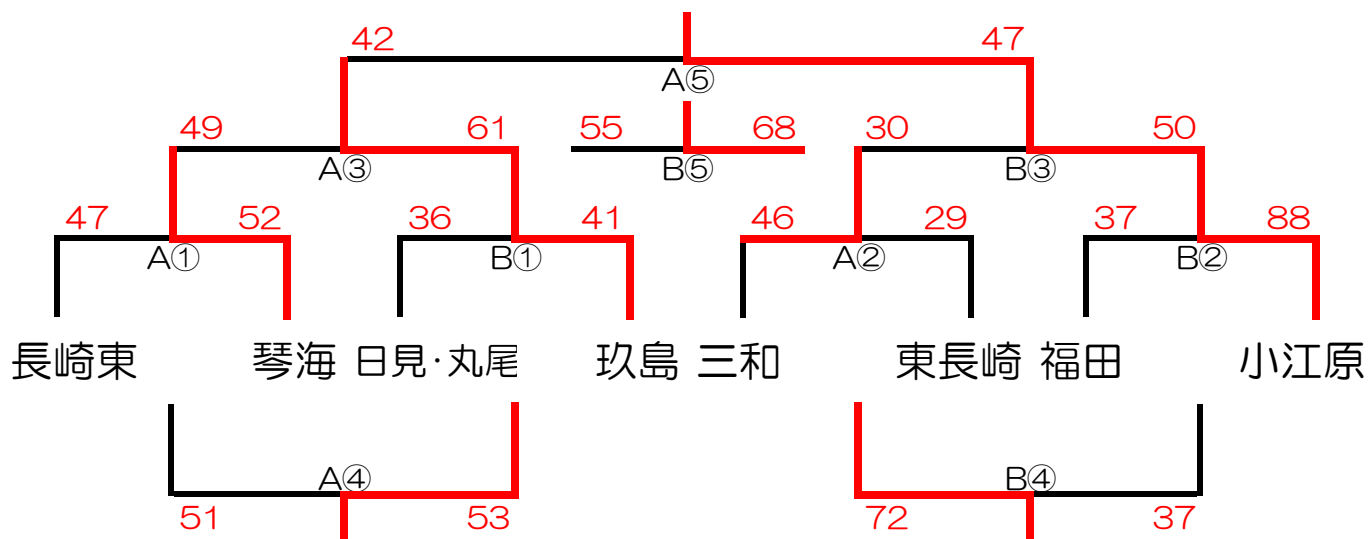 42 47
A⑤
49 61 55 68 30 50
A③ B⑤ B③
47 52 36 41 46 29 37 88
A① B① A② B②
長崎東 琴海 日見・丸尾 玖島 三和 東長崎 福田 小江原
A④ B④
51 53 72 37